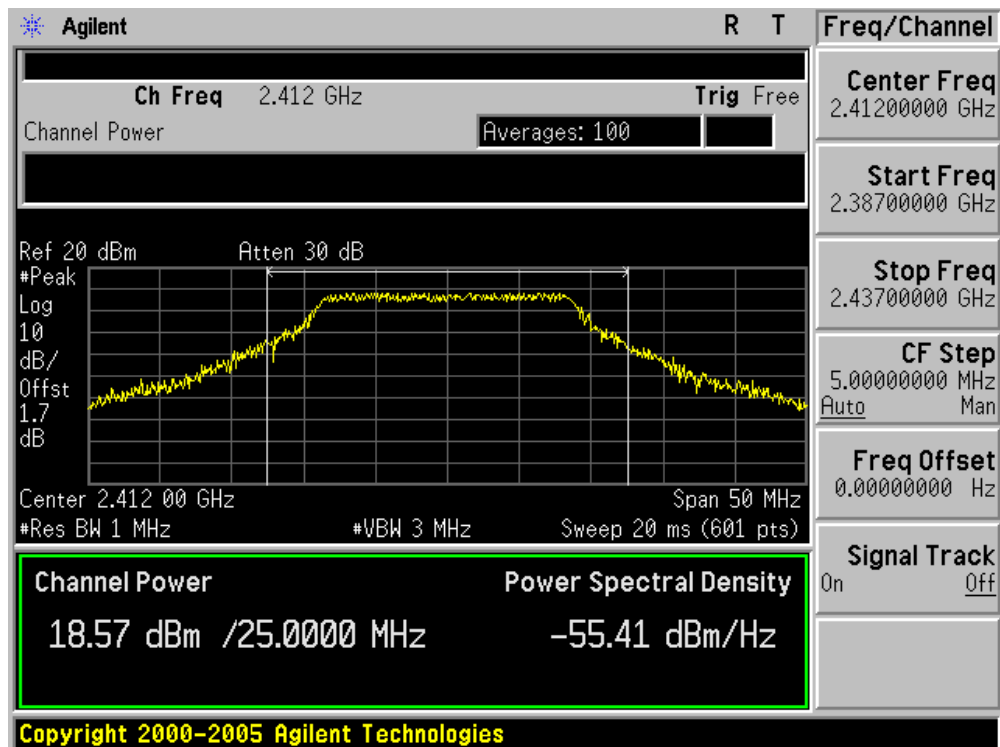 Agilent R T
Ch Freq 2.412 GHz Trig Free
Channel Power Averages: 100
Ref 20 dBm Atten 30 dB
#Peak
Log
10
dB/
Offst
1.7
dB
Center 2.412 00 GHz Span 50 MHz
#Res BW 1 MHz #VBW 3 MHz Sweep 20 ms (601 pts)
Channel Power Power Spectral Density
18.57 dBm /25.0000 MHz -55.41 dBm/Hz
Copyright 2000-2005 Agilent Technologies
Freq/Channel
Center Freq
2.41200000 GHz
Start Freq
2.38700000 GHz
Stop Freq
2.43700000 GHz
CF Step
5.00000000 MHz
Auto Man
Freq Offset
0.00000000 Hz
Signal Track
On Off